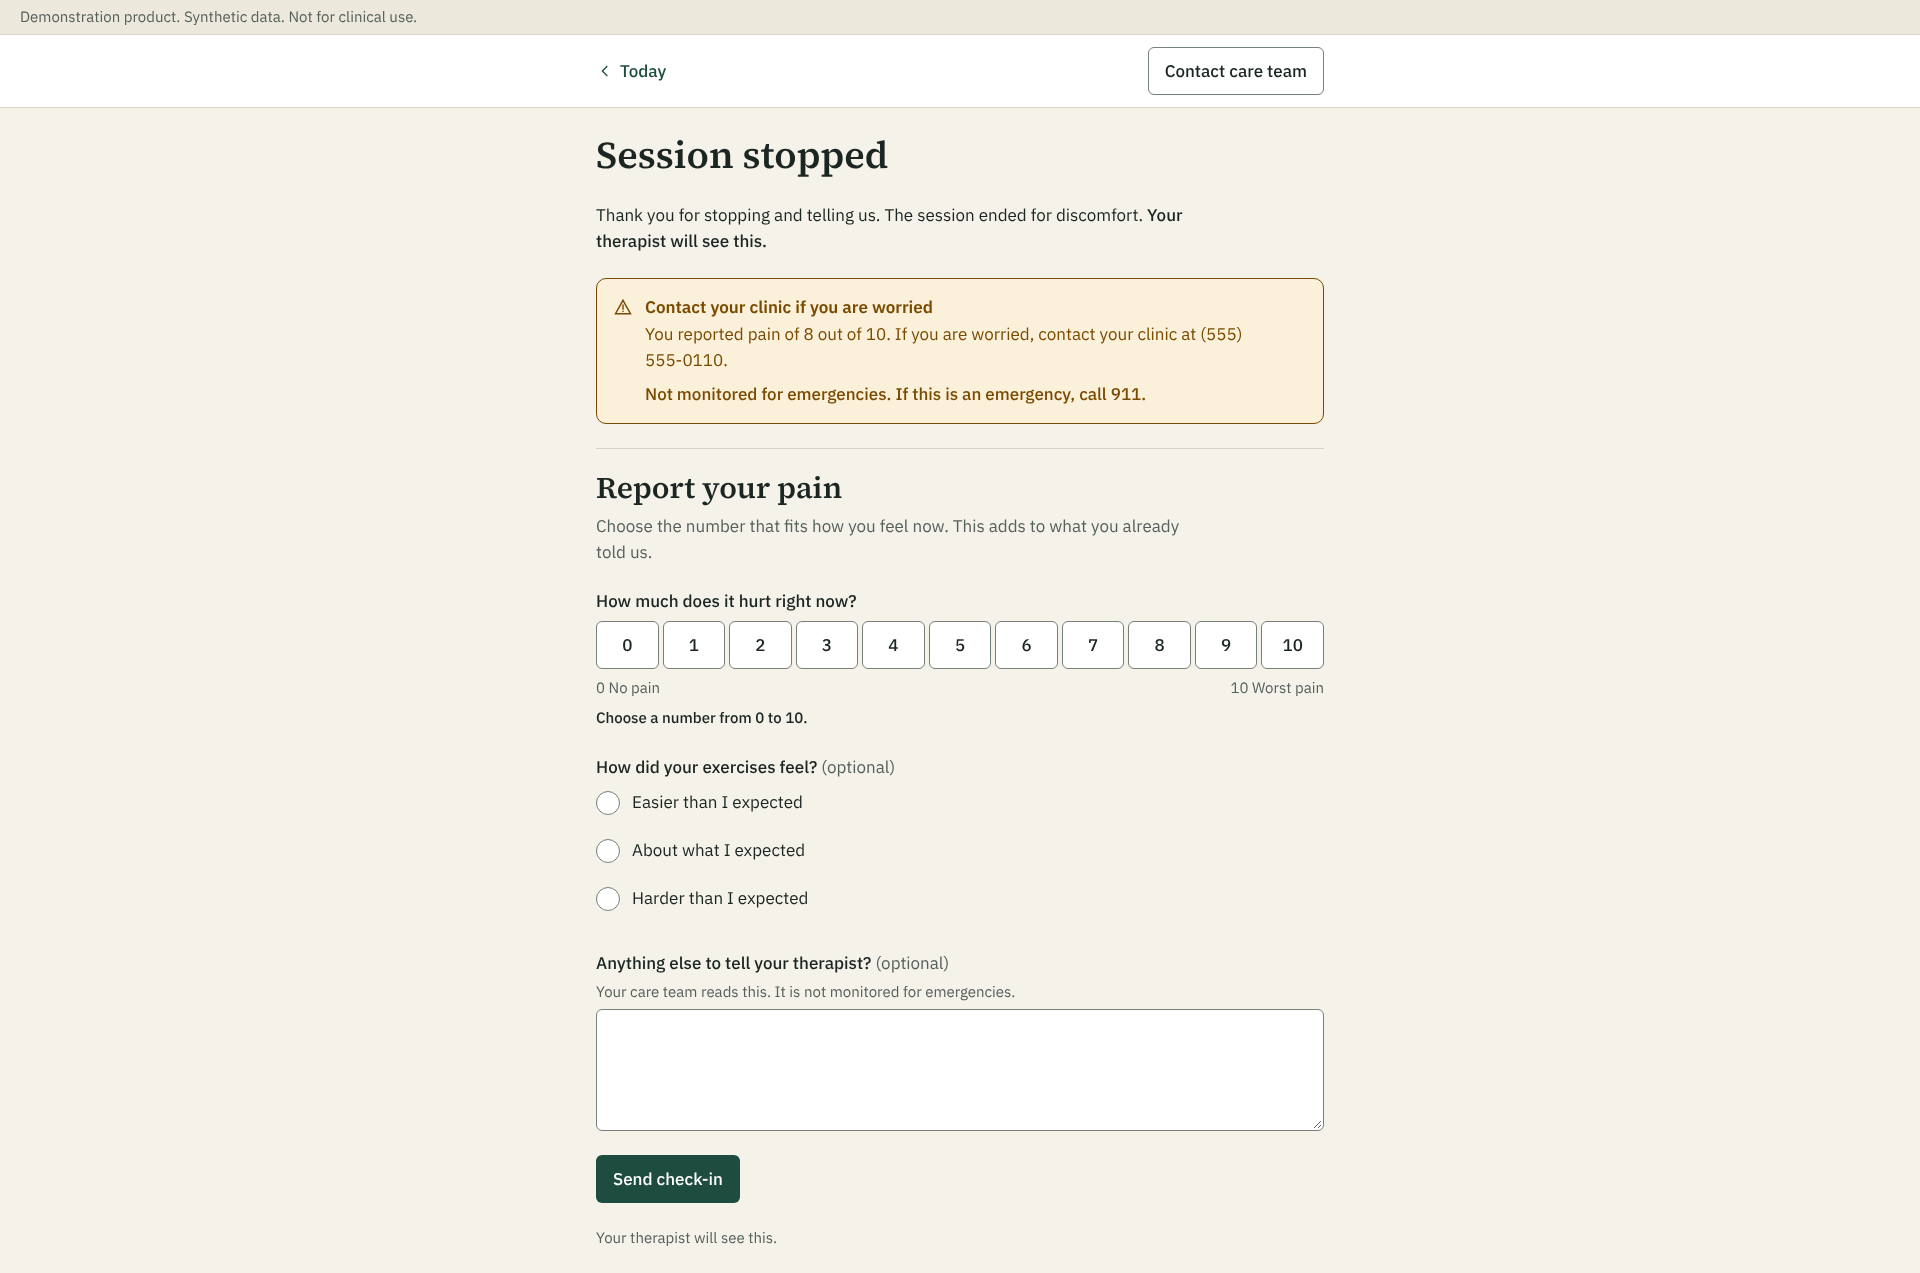 Demonstration product. Synthetic data. Not for clinical use.
Today
Contact care team
Session stopped
Thank you for stopping and telling us. The session ended for discomfort. Your
therapist will see this.
Contact your clinic if you are worried
You reported pain of 8 out of 10. If you are worried, contact your clinic at (555)
555-0110.
Not monitored for emergencies. If this is an emergency, call 911.
Report your pain
Choose the number that fits how you feel now. This adds to what you already
told us.
How much does it hurt right now?
0 1 2 3 4 5 6 7 8 9 10
0 No pain 10 Worst pain
Choose a number from 0 to 10.
How did your exercises feel? (optional)
Easier than I expected
About what I expected
Harder than I expected
Anything else to tell your therapist? (optional)
Your care team reads this. It is not monitored for emergencies.
Send check-in
Your therapist will see this.